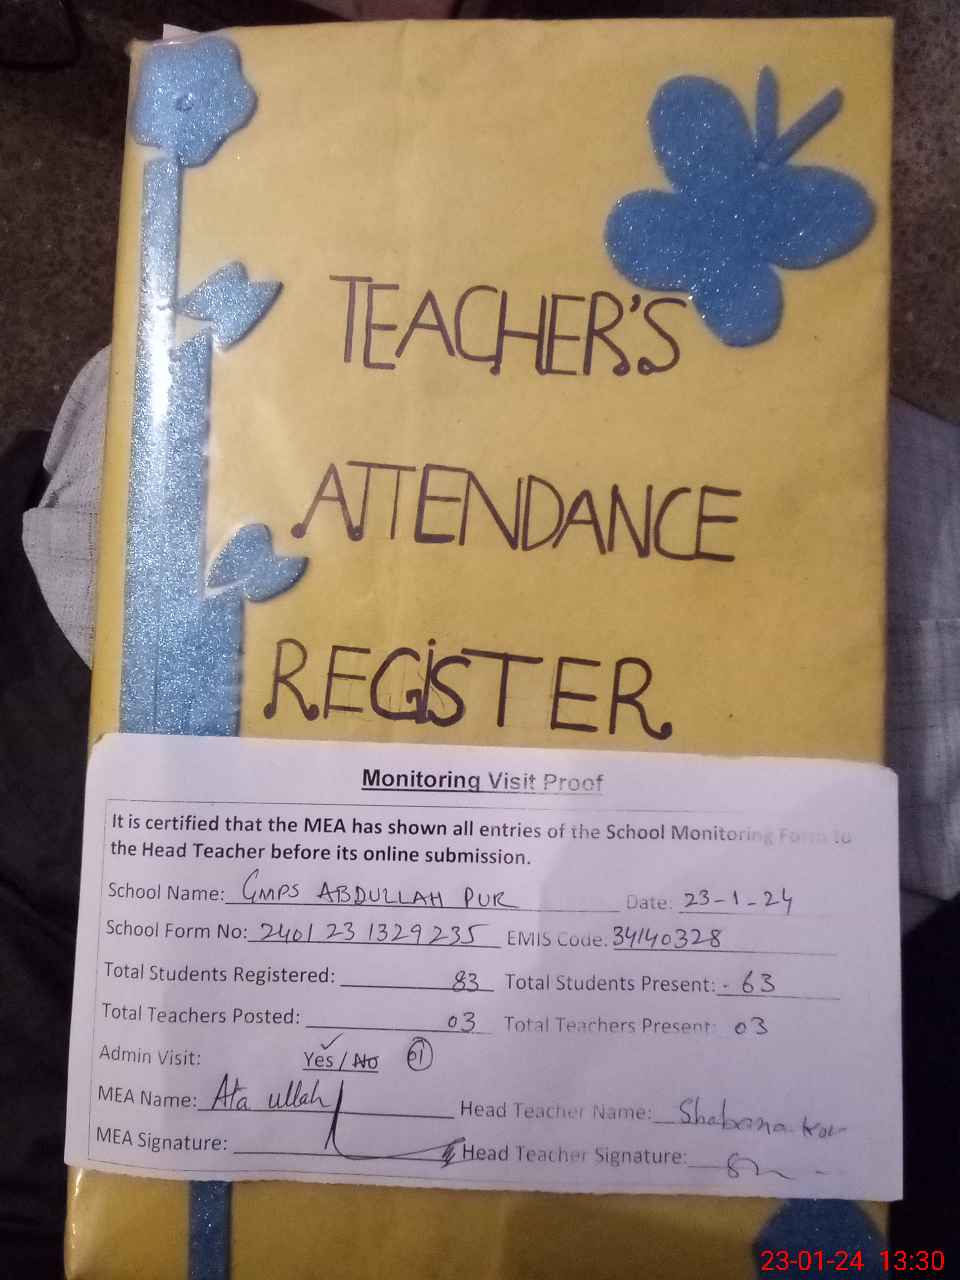 TEACHER'S
ATTENDANCE
REGiSTER
Monitoring Visit Proof
It is certified that the MEA has shown all entries of the School Monitoring Form to
the Head Teacher before its online submission.
School Name: GMPS ABDULLAH PUR Date: 23-1-24
School Form No: 2401231329235 EMIS Code: 34140328
Total Students Registered: 83 Total Students Present: - 63
Total Teachers Posted: 03 Total Teachers Present: 03
Admin Visit: Yes / No 01
MEA Name: Ata ullah Head Teacher Name: Shabana
MEA Signature: Head Teacher Signature:
23-01-24 13:30